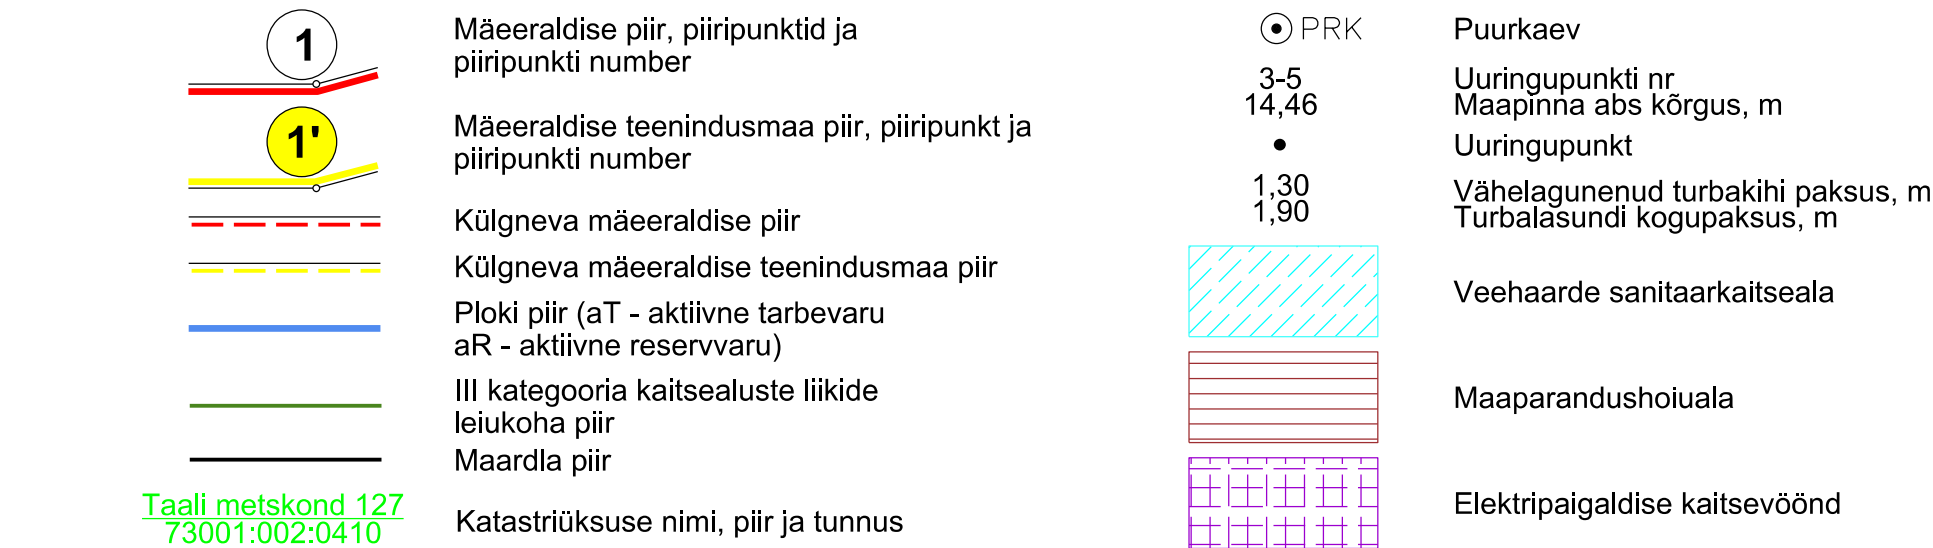 1
Mäeeraldise piir, piiripunktid ja
piiripunkti number
1'
Mäeeraldise teenindusmaa piir, piiripunkt ja
piiripunkti number
Külgneva mäeeraldise piir
Külgneva mäeeraldise teenindusmaa piir
Ploki piir (aT - aktiivne tarbevaru
aR - aktiivne reservvaru)
III kategooria kaitsealuste liikide
leiukoha piir
Maardla piir
Taali metskond 127
73001:002:0410
Katastriüksuse nimi, piir ja tunnus
PRK Puurkaev
3-5 Uuringupunkti nr
14,46 Maapinna abs kõrgus, m
Uuringupunkt
1,30 Vähelagunenud turbakihi paksus, m
1,90 Turbalasundi kogupaksus, m
Veehaarde sanitaarkaitseala
Maaparandushoiuala
Elektripaigaldise kaitsevöönd